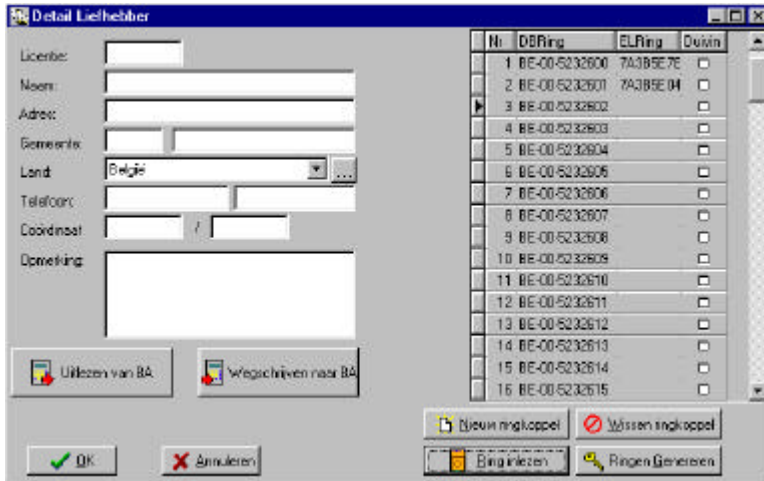 Detail Liefhebber
Licentie:
Naam:
Adres:
Gemeente:
Land: België ...
Telefoon:
Coördinaat: /
Opmerking:
Uitlezen van BA
Wegschrijven naar BA
OK
Annuleren
Nr DBRing ELRing Duivin
1 BE-00-5232600 7A3B5E7E
2 BE-00-5232601 7A3B5E04
3 BE-00-5232602
4 BE-00-5232603
5 BE-00-5232604
6 BE-00-5232605
7 BE-00-5232606
8 BE-00-5232607
9 BE-00-5232608
10 BE-00-5232609
11 BE-00-5232610
12 BE-00-5232611
13 BE-00-5232612
14 BE-00-5232613
15 BE-00-5232614
16 BE-00-5232615
Nieuw ringkoppel
Wissen ringkoppel
Ring inlezen
Ringen Genereren